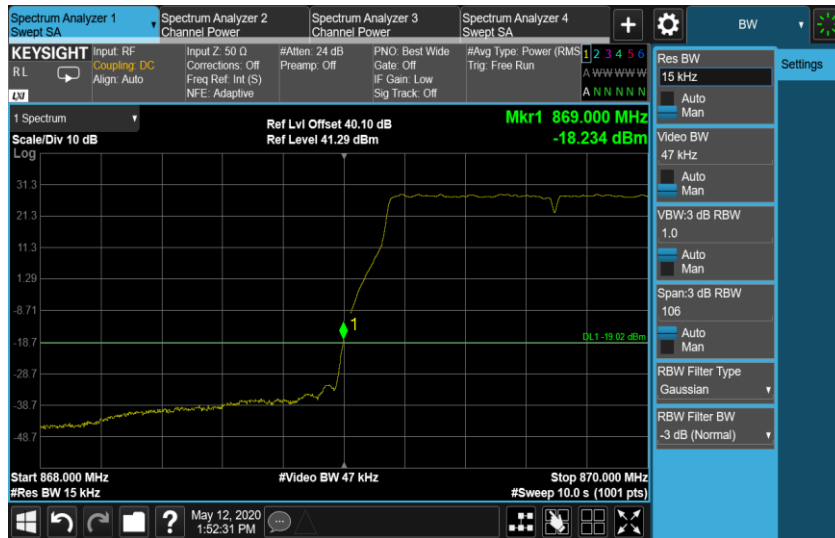 Spectrum Analyzer 1
Swept SA
Spectrum Analyzer 2
Channel Power
Spectrum Analyzer 3
Channel Power
Spectrum Analyzer 4
Swept SA
+
BW
KEYSIGHT
RL
LXI
Input: RF
Coupling: DC
Align: Auto
Input Z: 50 Ω
Corrections: Off
Freq Ref: Int (S)
NFE: Adaptive
#Atten: 24 dB
Preamp: Off
PNO: Best Wide
Gate: Off
IF Gain: Low
Sig Track: Off
#Avg Type: Power (RMS
Trig: Free Run
1 2 3 4 5 6
A W W W W W
A N N N N N
1 Spectrum
Scale/Div 10 dB
Log
Ref Lvl Offset 40.10 dB
Ref Level 41.29 dBm
Mkr1 869.000 MHz
-18.234 dBm
31.3
21.3
11.3
1.29
-8.71
-18.7
-28.7
-38.7
-48.7
1
DL1 -19.02 dBm
Start 868.000 MHz
#Res BW 15 kHz
#Video BW 47 kHz
Stop 870.000 MHz
#Sweep 10.0 s (1001 pts)
Res BW
15 kHz
Auto
Man
Video BW
47 kHz
Auto
Man
VBW:3 dB RBW
1.0
Auto
Man
Span:3 dB RBW
106
Auto
Man
RBW Filter Type
Gaussian
RBW Filter BW
-3 dB (Normal)
Settings
?
May 12, 2020
1:52:31 PM